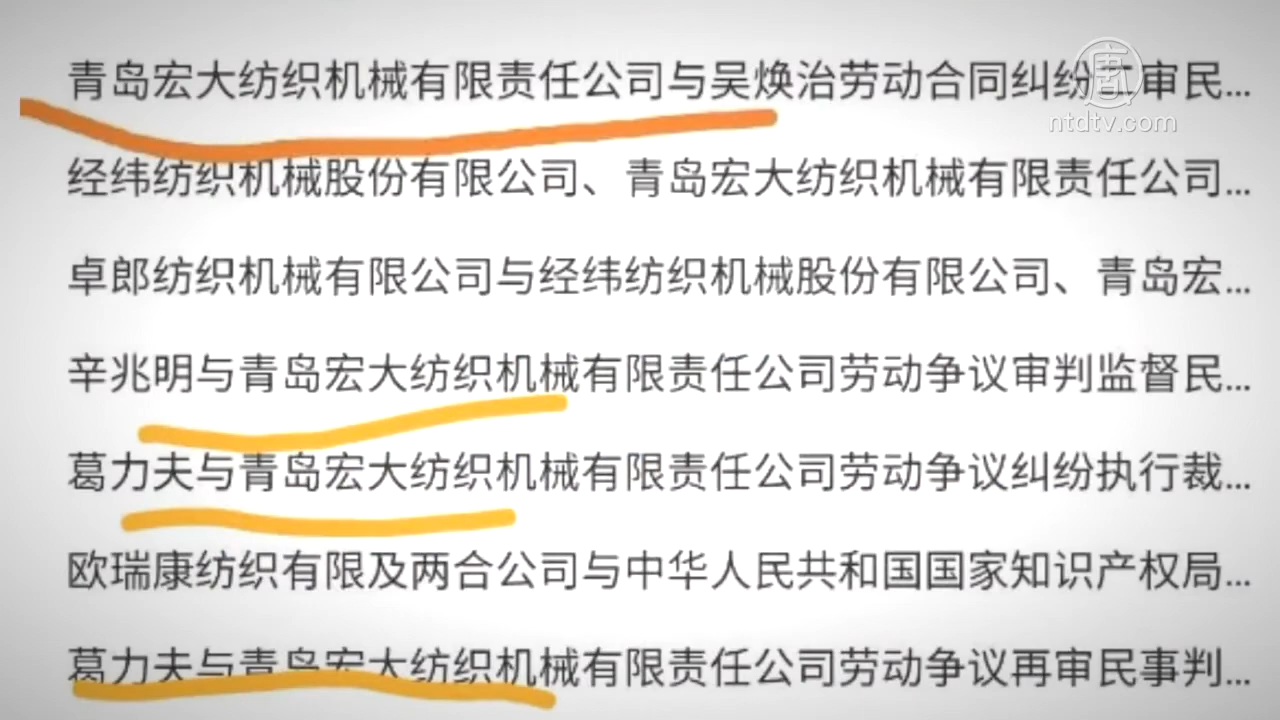 青岛宏大纺织机械有限责任公司与吴焕治劳动合同纠纷二审民...
唐
ntdtv.com
经纬纺织机械股份有限公司、青岛宏大纺织机械有限责任公司...
卓郎纺织机械有限公司与经纬纺织机械股份有限公司、青岛宏...
辛兆明与青岛宏大纺织机械有限责任公司劳动争议审判监督民...
葛力夫与青岛宏大纺织机械有限责任公司劳动争议纠纷执行裁...
欧瑞康纺织有限及两合公司与中华人民共和国国家知识产权局...
葛力夫与青岛宏大纺织机械有限责任公司劳动争议再审民事判...